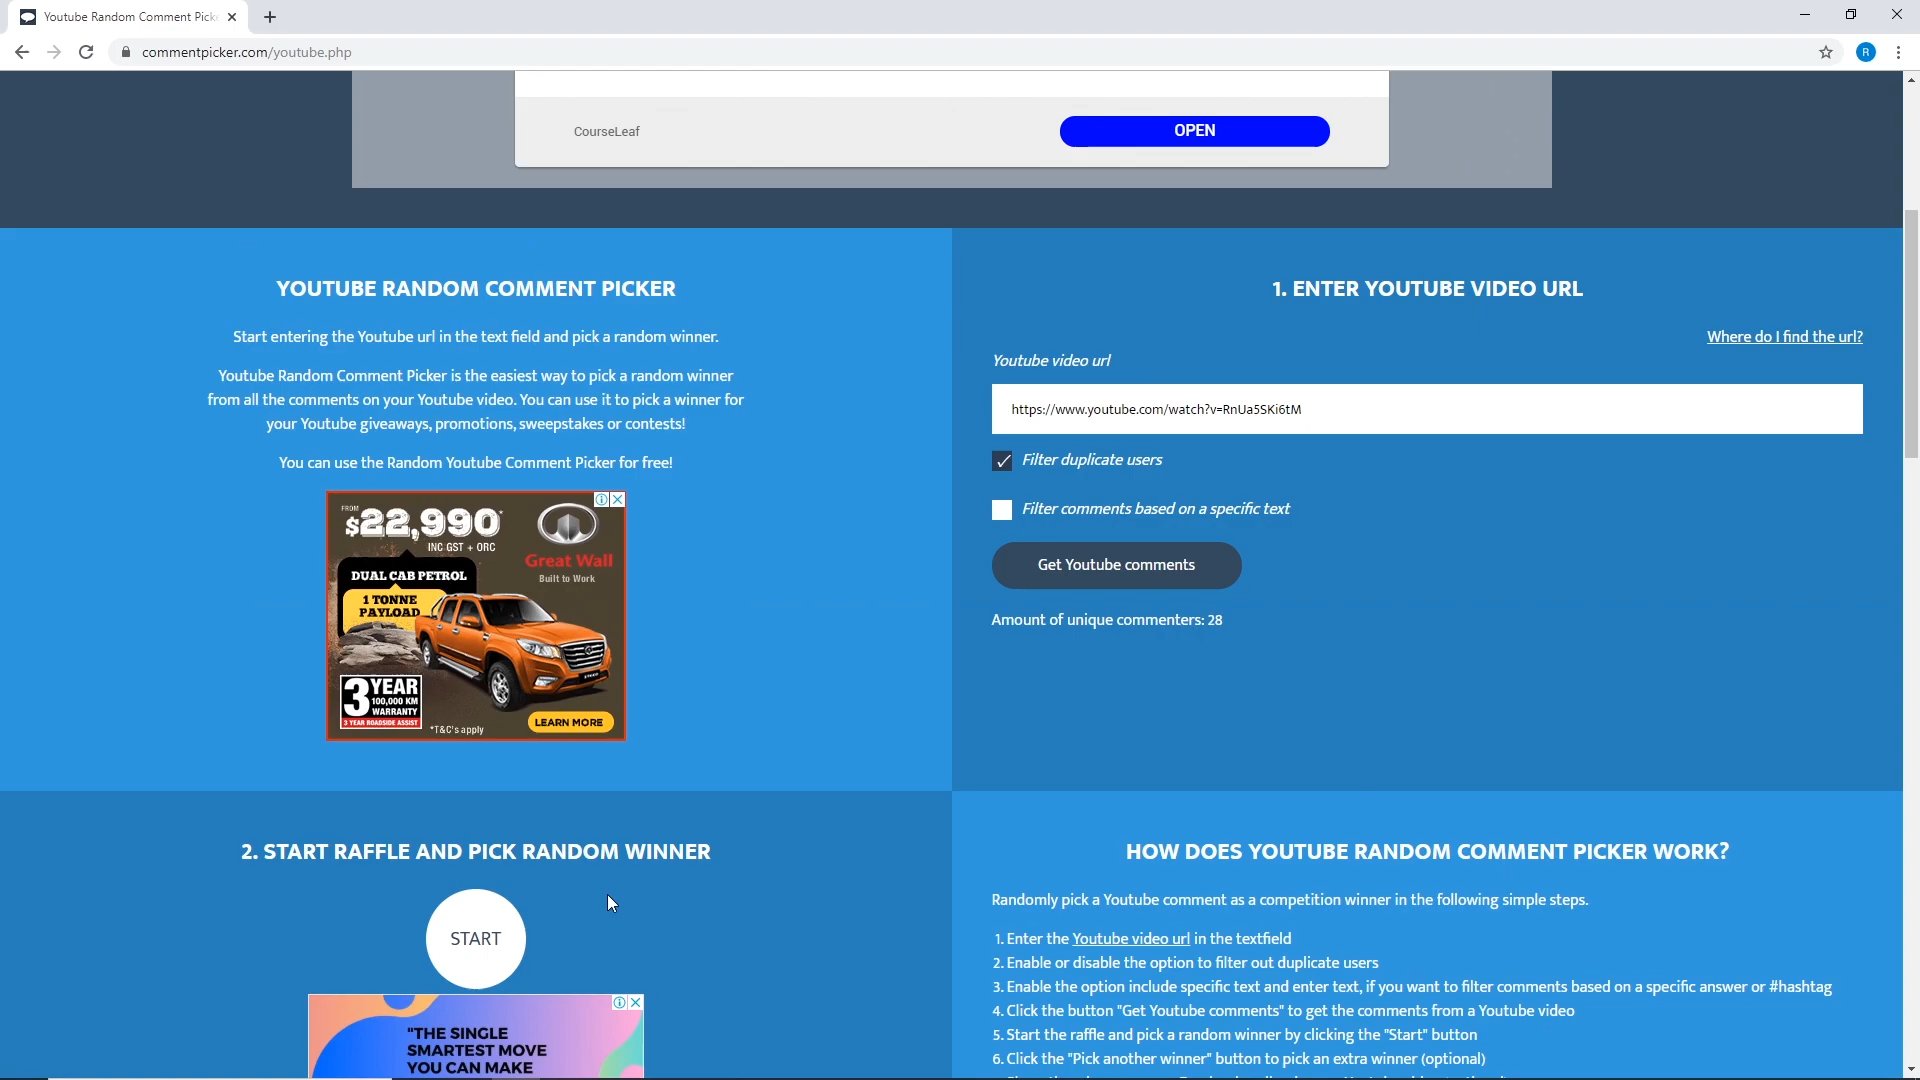 Youtube Random Comment Picke
commentpicker.com/youtube.php
R
CourseLeaf
OPEN
YOUTUBE RANDOM COMMENT PICKER
Start entering the Youtube url in the text field and pick a random winner.
Youtube Random Comment Picker is the easiest way to pick a random winner
from all the comments on your Youtube video. You can use it to pick a winner for
your Youtube giveaways, promotions, sweepstakes or contests!
You can use the Random Youtube Comment Picker for free!
FROM
$22,990*
INC GST + ORC
Great Wall
Built to Work
DUAL CAB PETROL
1 TONNE
PAYLOAD
3 YEAR
100,000 KM
WARRANTY
3 YEAR ROADSIDE ASSIST
*T&C's apply
LEARN MORE
1. ENTER YOUTUBE VIDEO URL
Where do I find the url?
Youtube video url
https://www.youtube.com/watch?v=RnUa5SKi6tM
Filter duplicate users
Filter comments based on a specific text
Get Youtube comments
Amount of unique commenters: 28
2. START RAFFLE AND PICK RANDOM WINNER
START
"THE SINGLE
SMARTEST MOVE
YOU CAN MAKE
HOW DOES YOUTUBE RANDOM COMMENT PICKER WORK?
Randomly pick a Youtube comment as a competition winner in the following simple steps.
1. Enter the Youtube video url in the textfield
2. Enable or disable the option to filter out duplicate users
3. Enable the option include specific text and enter text, if you want to filter comments based on a specific answer or #hashtag
4. Click the button "Get Youtube comments" to get the comments from a Youtube video
5. Start the raffle and pick a random winner by clicking the "Start" button
6. Click the "Pick another winner" button to pick an extra winner (optional)